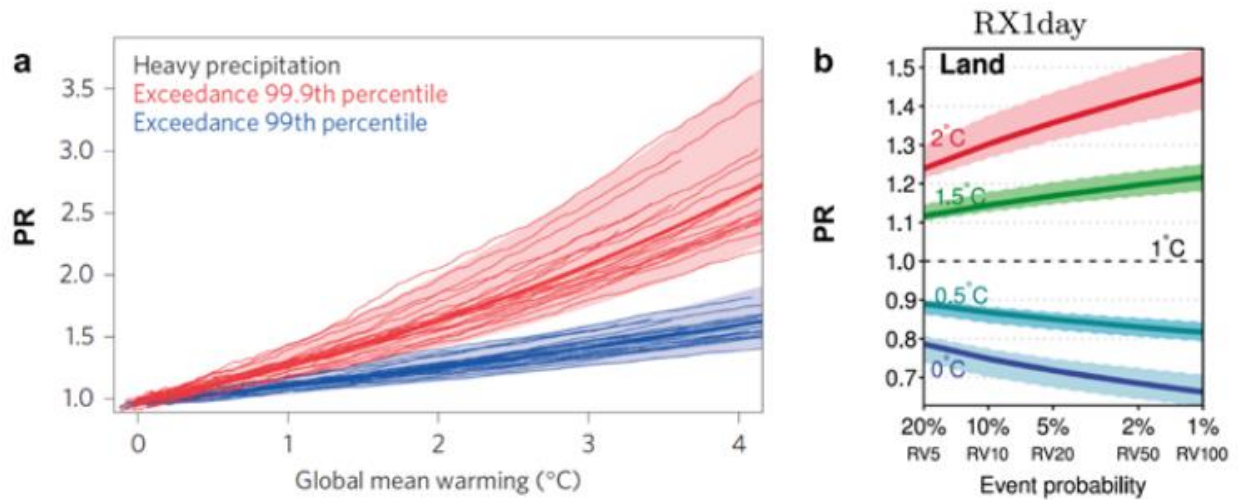 a
PR
Heavy precipitation
Exceedance 99.9th percentile
Exceedance 99th percentile
3.5
3.0
2.5
2.0
1.5
1.0
0 1 2 3 4
Global mean warming (°C)
RX1day
b
PR
Land
1.5
1.4
1.3
1.2
1.1
1.0
0.9
0.8
0.7
2°C
1.5°C
1°C
0.5°C
0°C
20% 10% 5% 2% 1%
RV5 RV10 RV20 RV50 RV100
Event probability